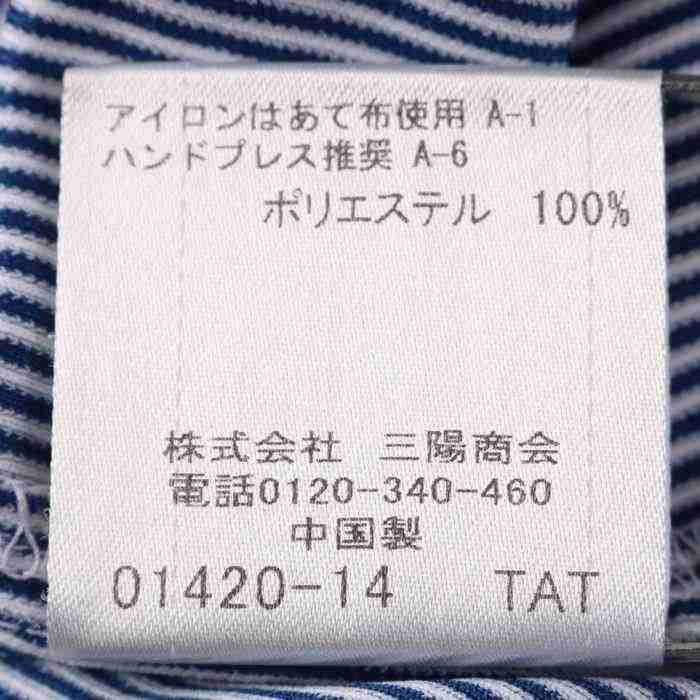 アイロンはあて布使用 A-1
ハンドプレス推奨 A-6
ポリエステル 100%
株式会社 三陽商会
電話0120-340-460
中国製
01420-14 TAT